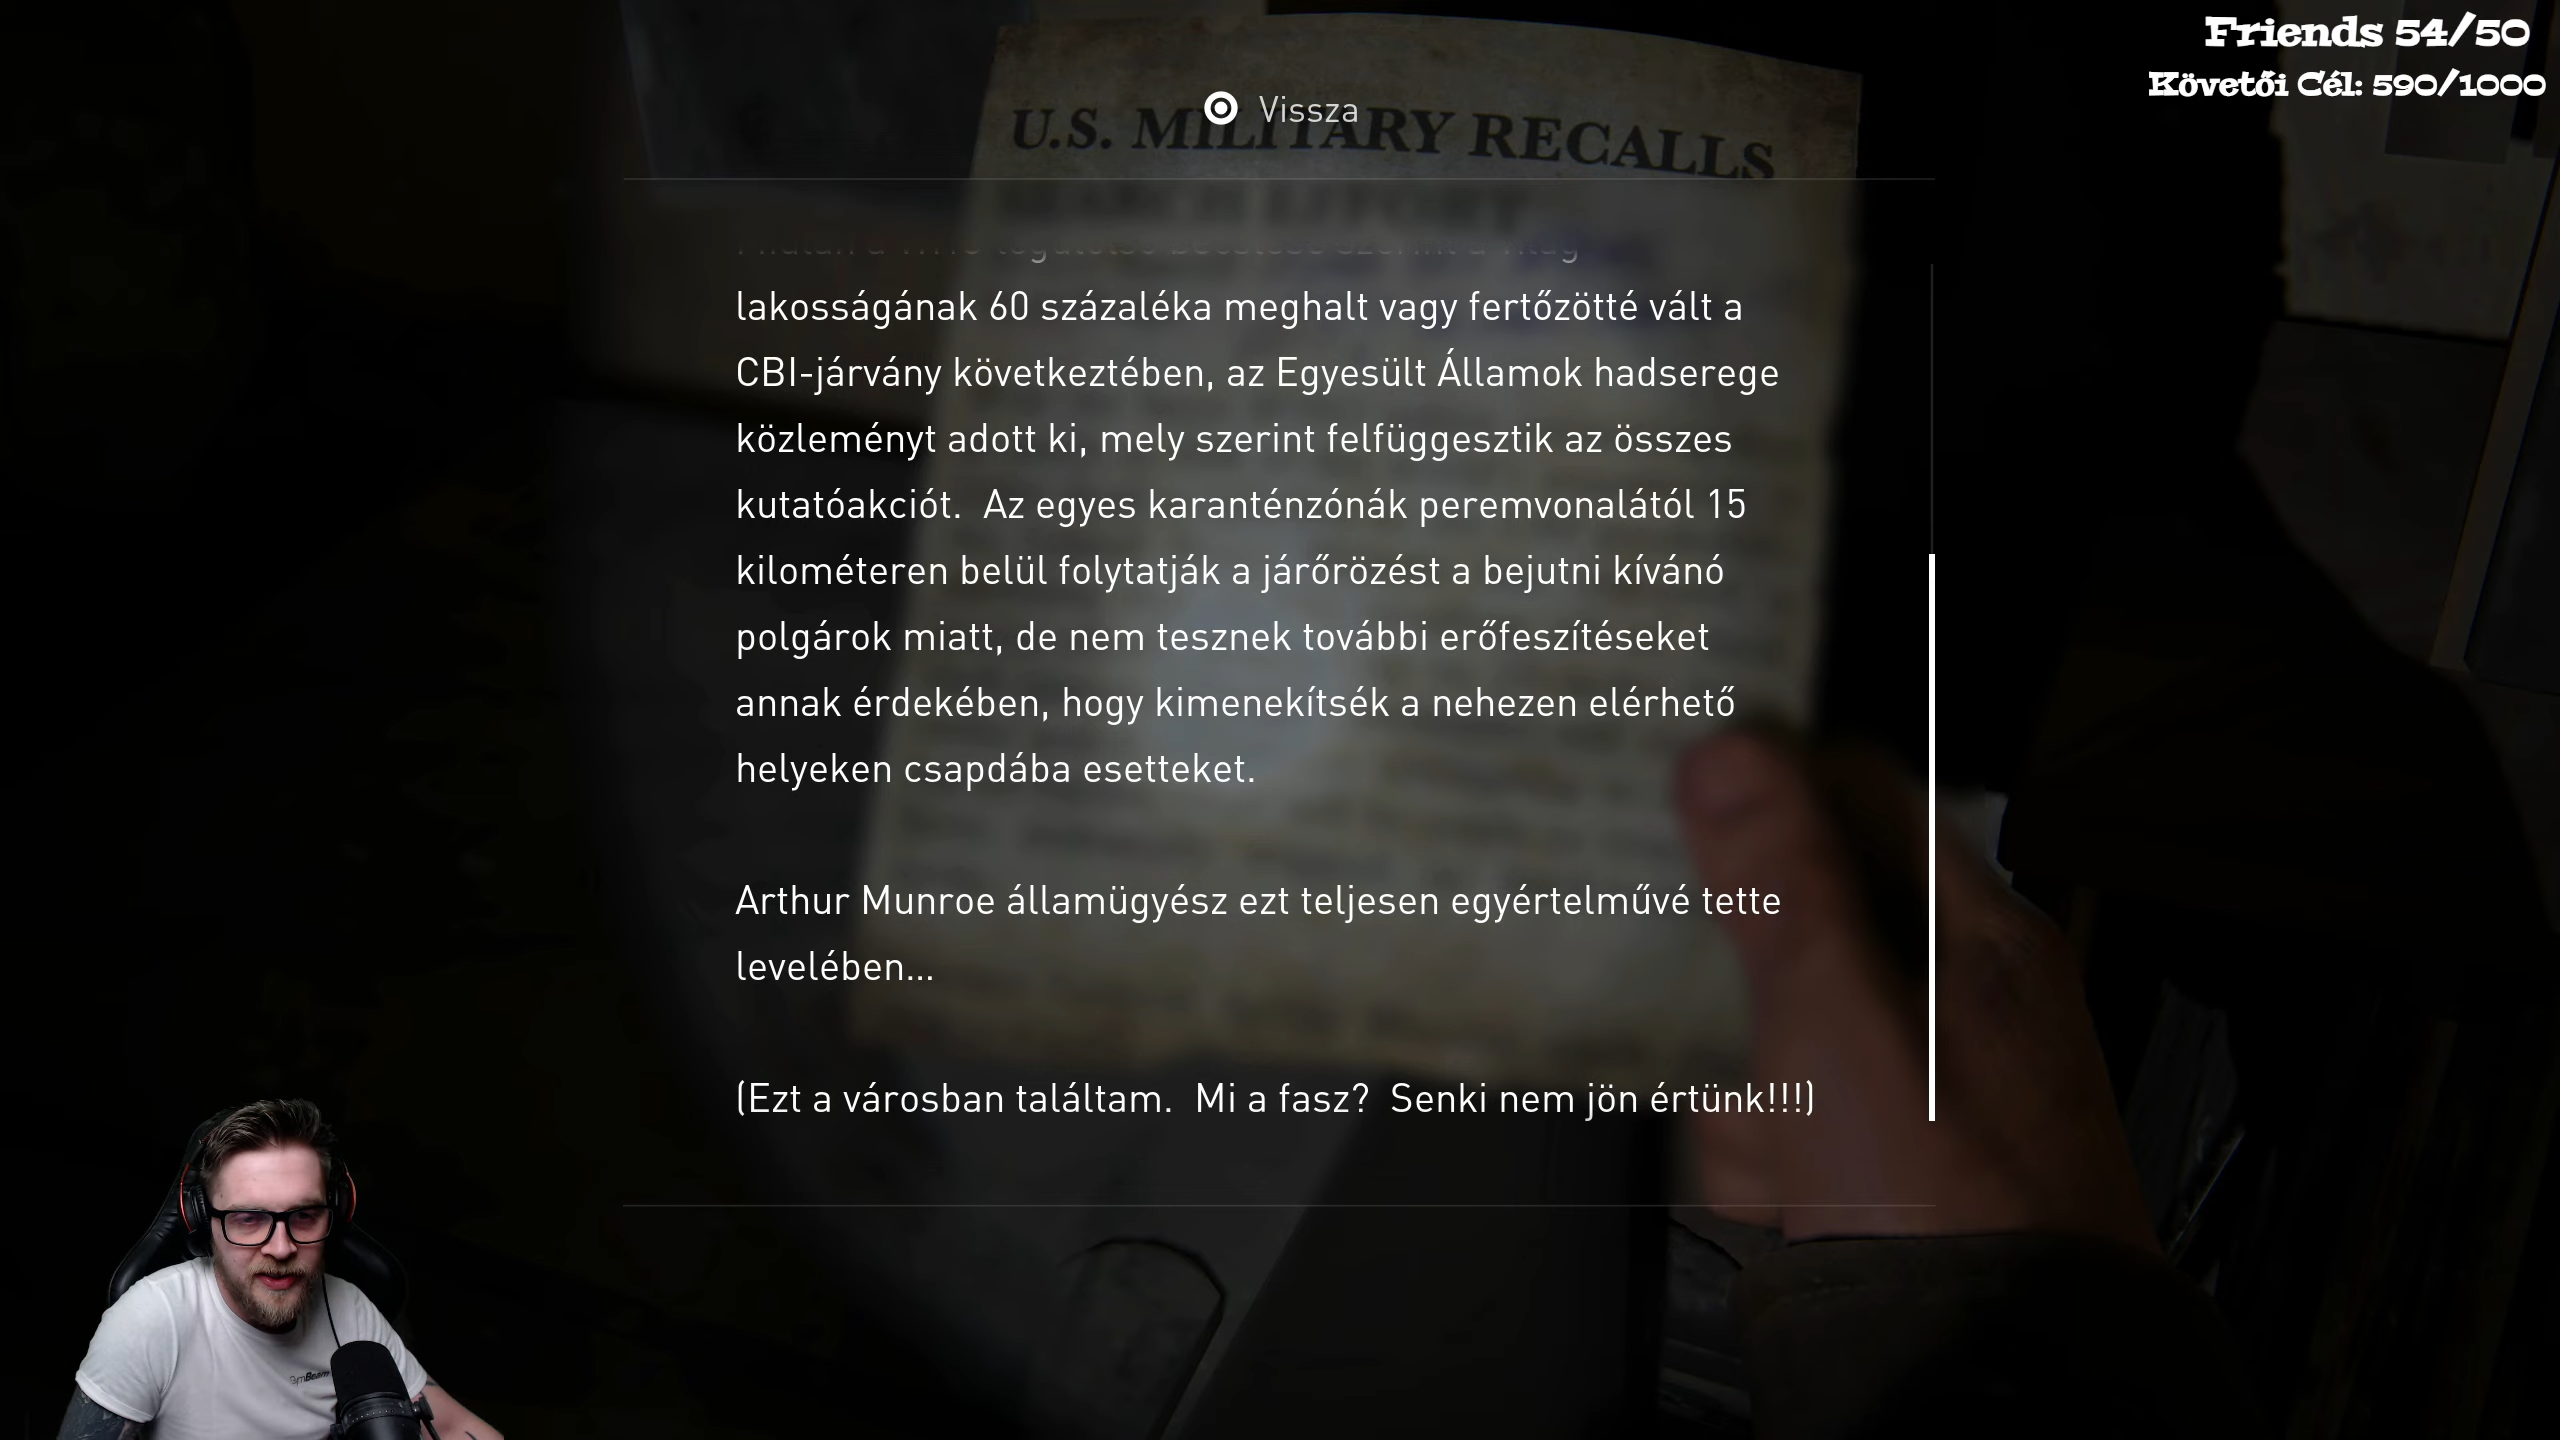 Friends 54/50
Követői Cél: 590/1000
Vissza
U.S. MILITARY RECALLS
SEARCH EFFORT
lakosságának 60 százaléka meghalt vagy fertőzötté vált a
CBI-járvány következtében, az Egyesült Államok hadserege
közleményt adott ki, mely szerint felfüggesztik az összes
kutatóakciót.  Az egyes karanténzónák peremvonalától 15
kilométeren belül folytatják a járőrözést a bejutni kívánó
polgárok miatt, de nem tesznek további erőfeszítéseket
annak érdekében, hogy kimenekítsék a nehezen elérhető
helyeken csapdába esetteket.
Arthur Munroe államügyész ezt teljesen egyértelművé tette
levelében...
(Ezt a városban találtam.  Mi a fasz?  Senki nem jön értünk!!!)
GymBeam